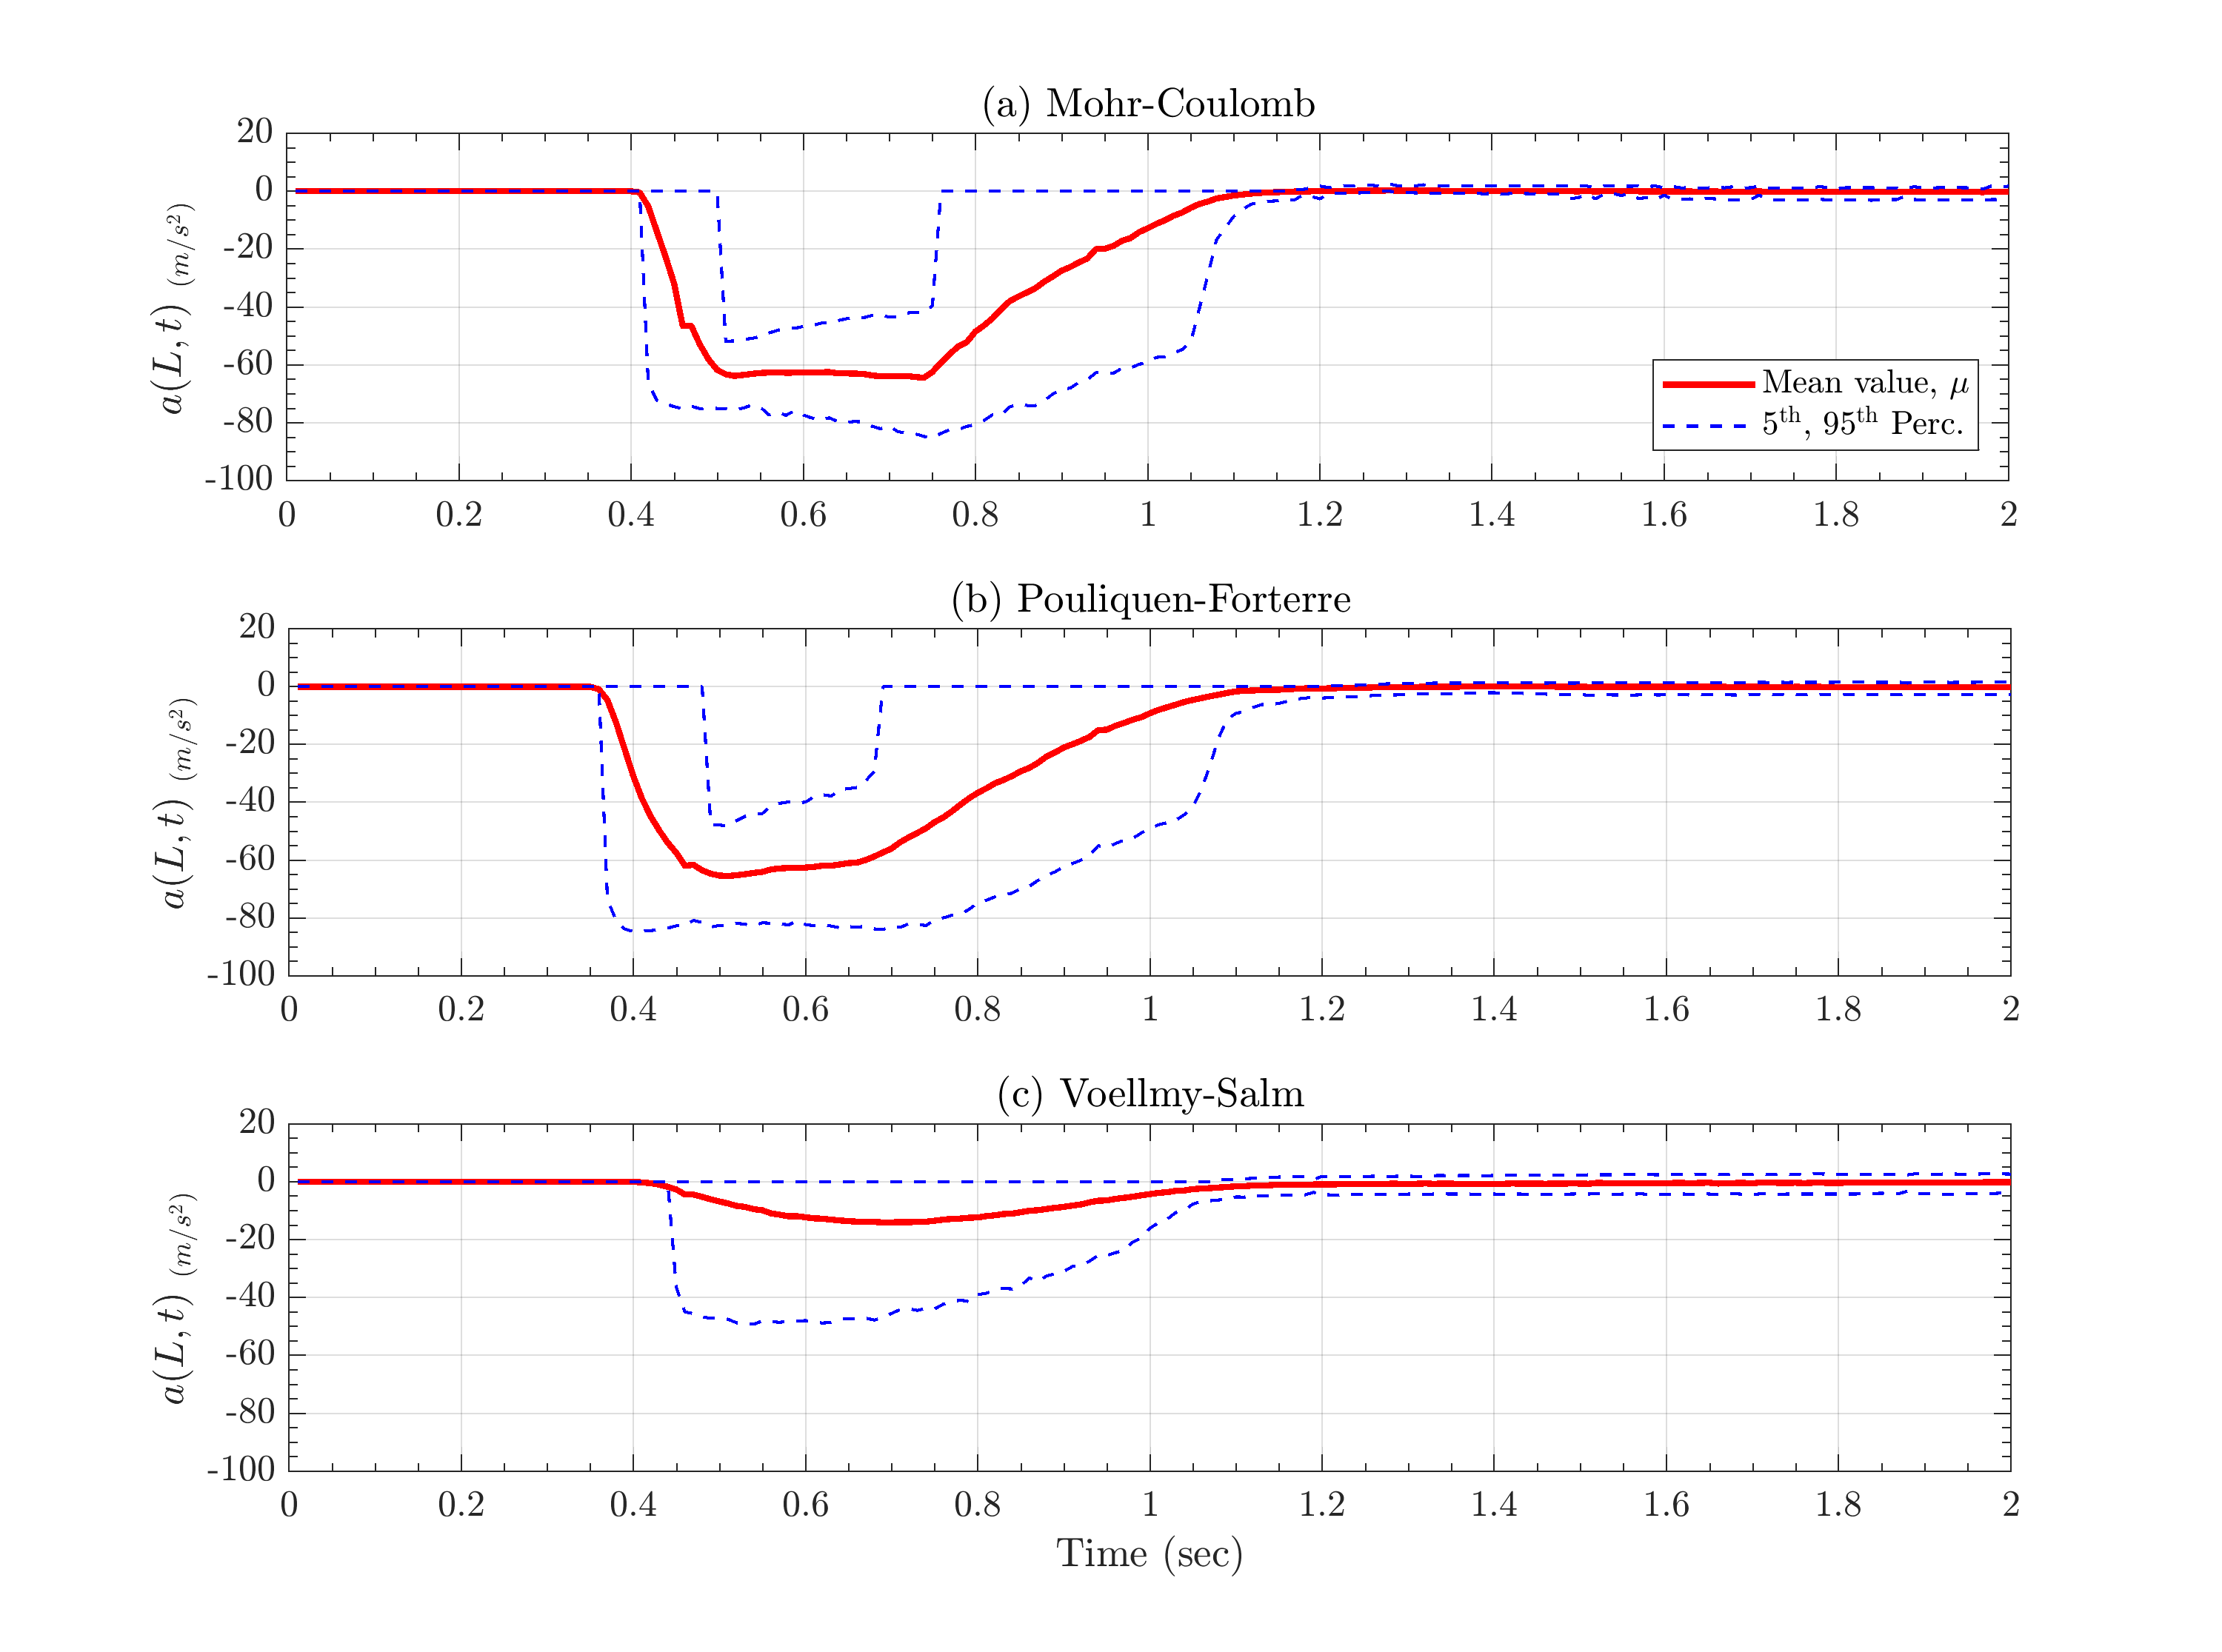 (a) Mohr-Coulomb
20
0
-20
-40
-60
-80
-100
a(L, t) (m/s²)
0 0.2 0.4 0.6 0.8 1 1.2 1.4 1.6 1.8 2
Mean value, μ
5th, 95th Perc.
(b) Pouliquen-Forterre
20
0
-20
-40
-60
-80
-100
a(L, t) (m/s²)
0 0.2 0.4 0.6 0.8 1 1.2 1.4 1.6 1.8 2
(c) Voellmy-Salm
20
0
-20
-40
-60
-80
-100
a(L, t) (m/s²)
0 0.2 0.4 0.6 0.8 1 1.2 1.4 1.6 1.8 2
Time (sec)